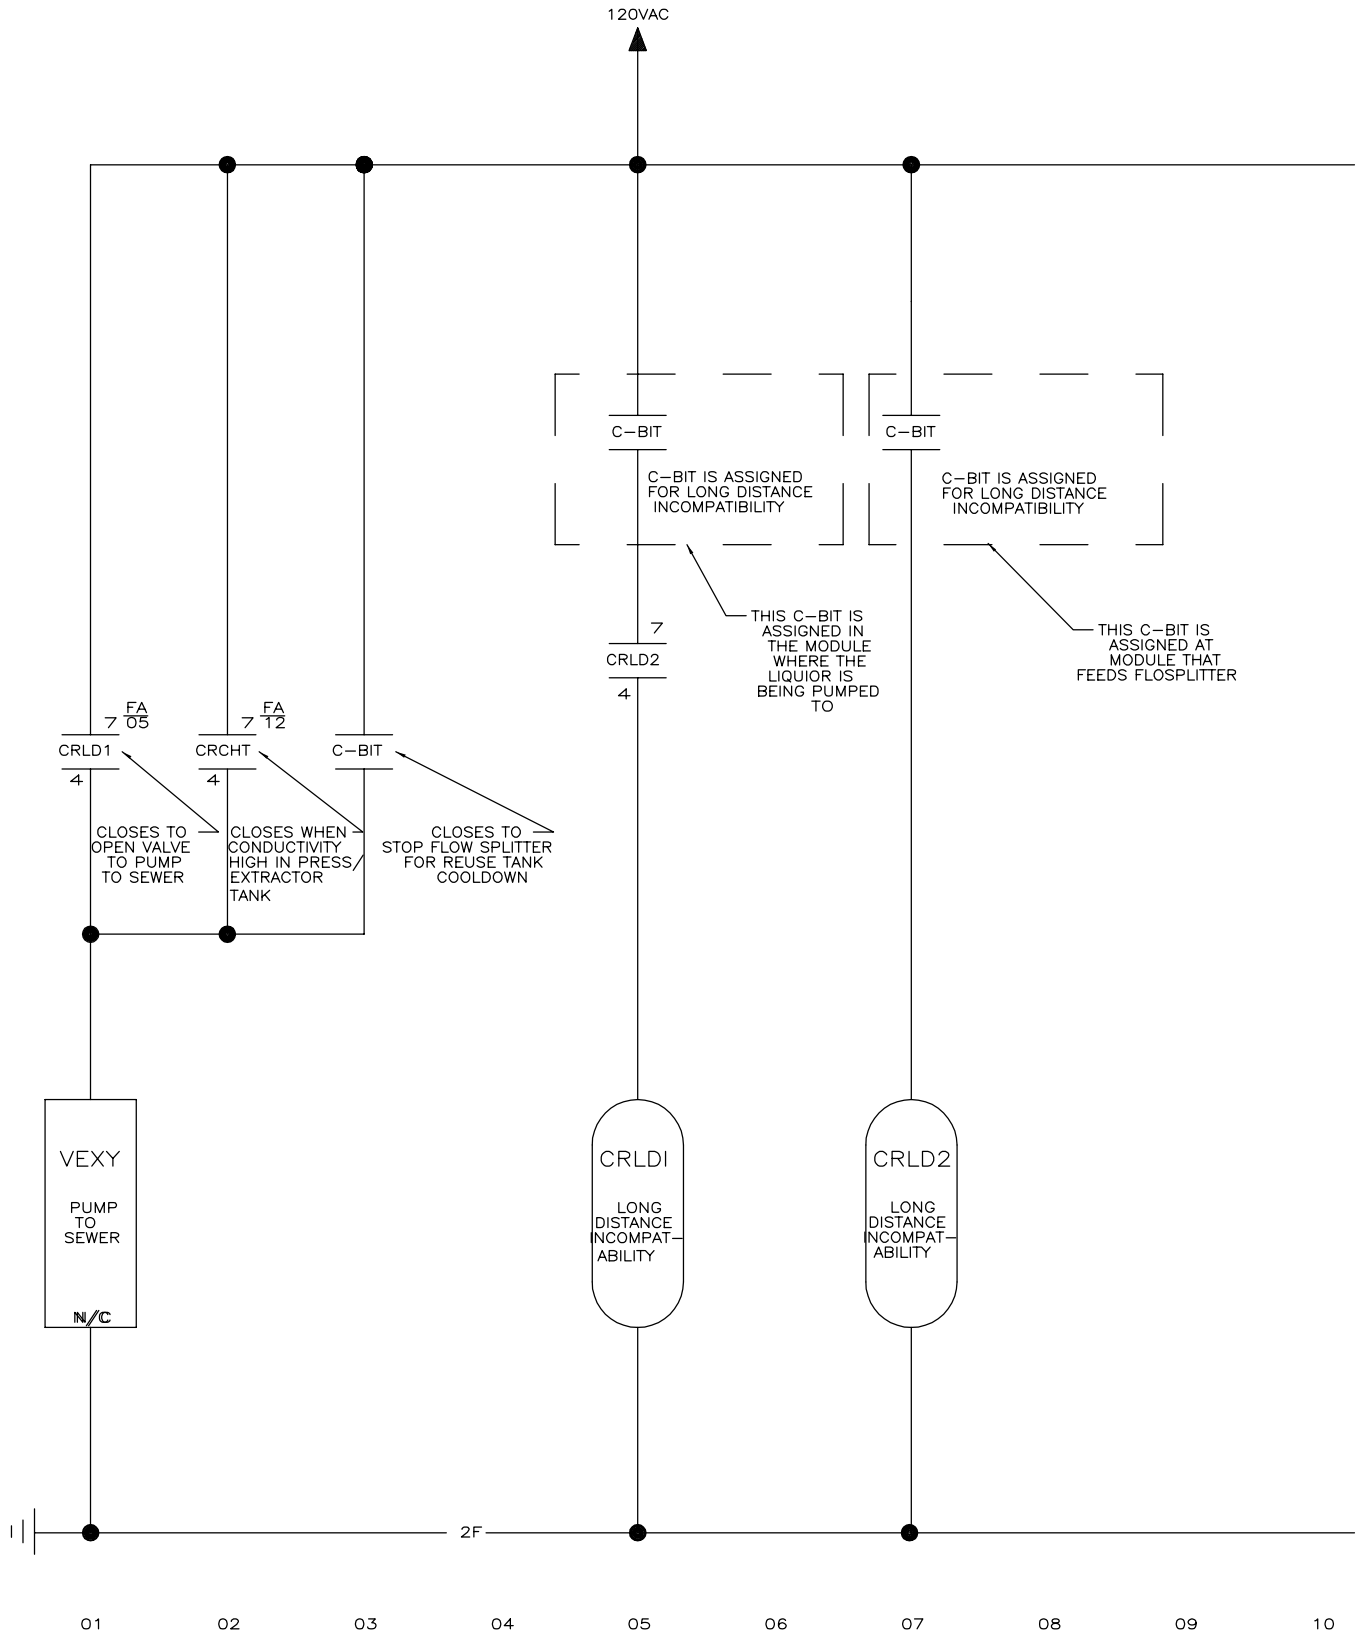 120VAC
C-BIT
C-BIT IS ASSIGNED
FOR LONG DISTANCE
INCOMPATIBILITY
C-BIT
C-BIT IS ASSIGNED
FOR LONG DISTANCE
INCOMPATIBILITY
THIS C-BIT IS
ASSIGNED IN
THE MODULE
WHERE THE
LIQUIOR IS
BEING PUMPED
TO
THIS C-BIT IS
ASSIGNED AT
MODULE THAT
FEEDS FLOSPLITTER
7
CRLD2
4
7 FA
05
CRLD1
4
7 FA
12
CRCHT
4
C-BIT
CLOSES TO
OPEN VALVE
TO PUMP
TO SEWER
CLOSES WHEN
CONDUCTIVITY
HIGH IN PRESS/
EXTRACTOR
TANK
CLOSES TO
STOP FLOW SPLITTER
FOR REUSE TANK
COOLDOWN
VEXY
PUMP
TO
SEWER
N/C
CRLD1
LONG
DISTANCE
INCOMPAT-
ABILITY
CRLD2
LONG
DISTANCE
INCOMPAT-
ABILITY
2F
01 02 03 04 05 06 07 08 09 10